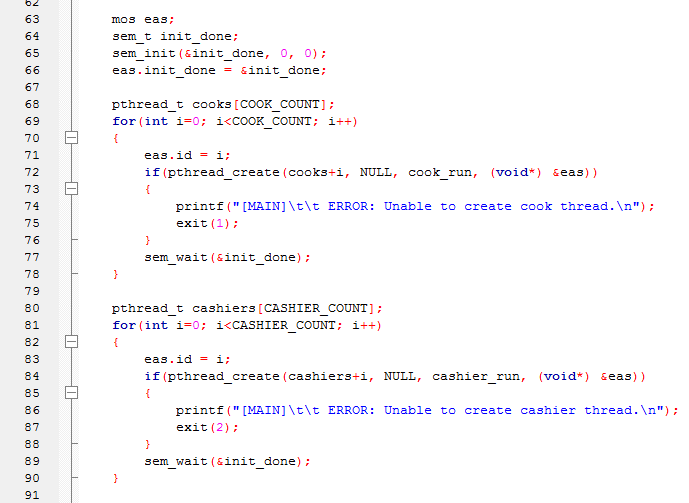 62
63 mos eas;
64 sem_t init_done;
65 sem_init(&init_done, 0, 0);
66 eas.init_done = &init_done;
67
68 pthread_t cooks[COOK_COUNT];
69 for(int i=0; i<COOK_COUNT; i++)
70 {
71 eas.id = i;
72 if(pthread_create(cooks+i, NULL, cook_run, (void*) &eas))
73 {
74 printf("[MAIN]\t\t ERROR: Unable to create cook thread.\n");
75 exit(1);
76 }
77 sem_wait(&init_done);
78 }
79
80 pthread_t cashiers[CASHIER_COUNT];
81 for(int i=0; i<CASHIER_COUNT; i++)
82 {
83 eas.id = i;
84 if(pthread_create(cashiers+i, NULL, cashier_run, (void*) &eas))
85 {
86 printf("[MAIN]\t\t ERROR: Unable to create cashier thread.\n");
87 exit(2);
88 }
89 sem_wait(&init_done);
90 }
91